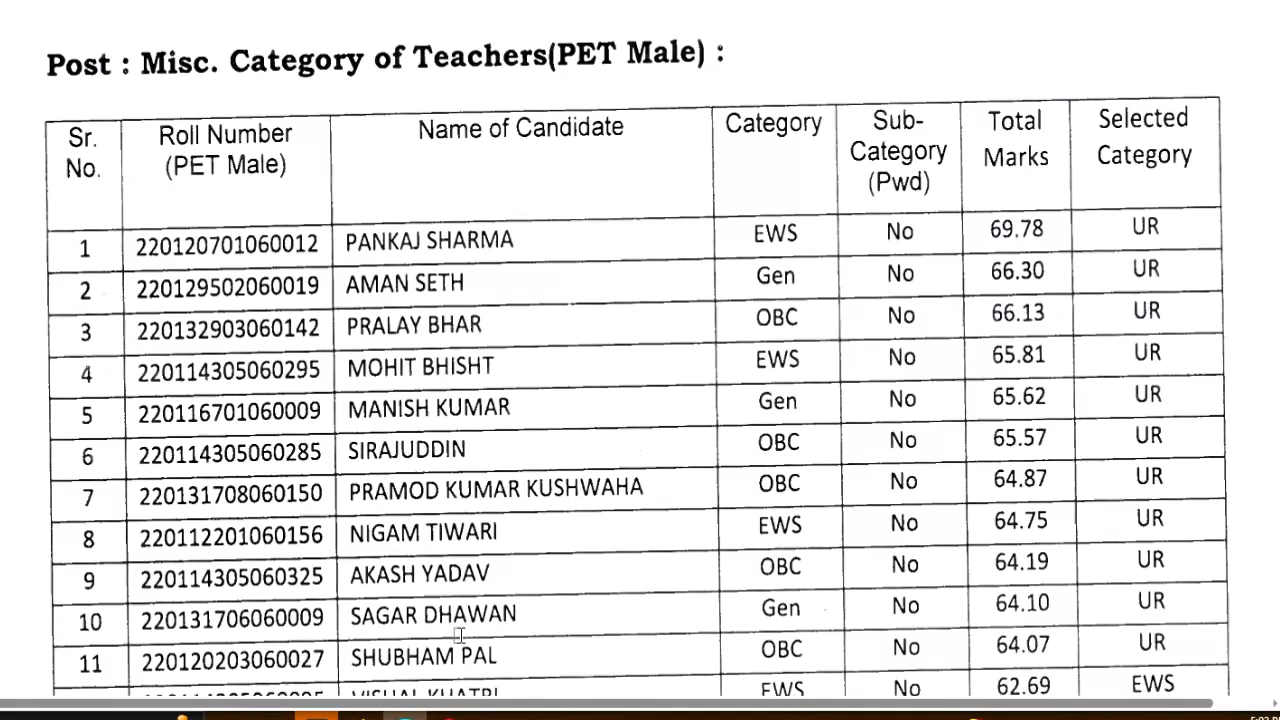 Post : Misc. Category of Teachers(PET Male) :
Sr. No. Roll Number (PET Male) Name of Candidate Category Sub-Category (Pwd) Total Marks Selected Category
1 220120701060012 PANKAJ SHARMA EWS No 69.78 UR
2 220129502060019 AMAN SETH Gen No 66.30 UR
3 220132903060142 PRALAY BHAR OBC No 66.13 UR
4 220114305060295 MOHIT BHISHT EWS No 65.81 UR
5 220116701060009 MANISH KUMAR Gen No 65.62 UR
6 220114305060285 SIRAJUDDIN OBC No 65.57 UR
7 220131708060150 PRAMOD KUMAR KUSHWAHA OBC No 64.87 UR
8 220112201060156 NIGAM TIWARI EWS No 64.75 UR
9 220114305060325 AKASH YADAV OBC No 64.19 UR
10 220131706060009 SAGAR DHAWAN Gen No 64.10 UR
11 220120203060027 SHUBHAM PAL OBC No 64.07 UR
VISHAL KHATRI EWS No 62.69 EWS